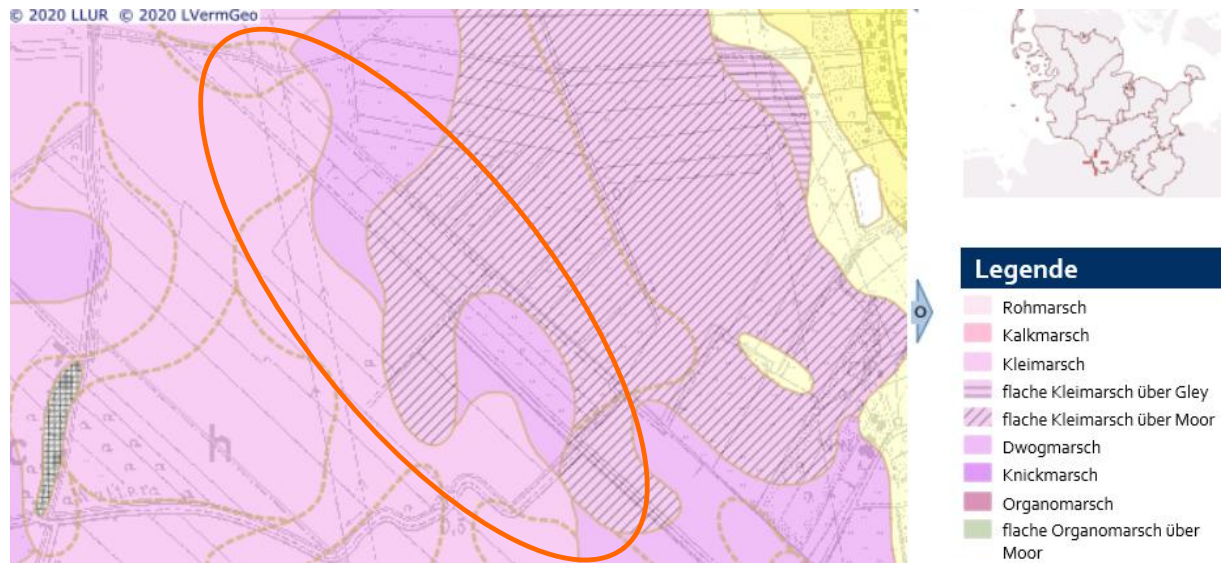 © 2020 LLUR © 2020 LVermGeo
O
Legende
Rohmarsch
Kalkmarsch
Kleimarsch
flache Kleimarsch über Gley
flache Kleimarsch über Moor
Dwogmarsch
Knickmarsch
Organomarsch
flache Organomarsch über
Moor
c h